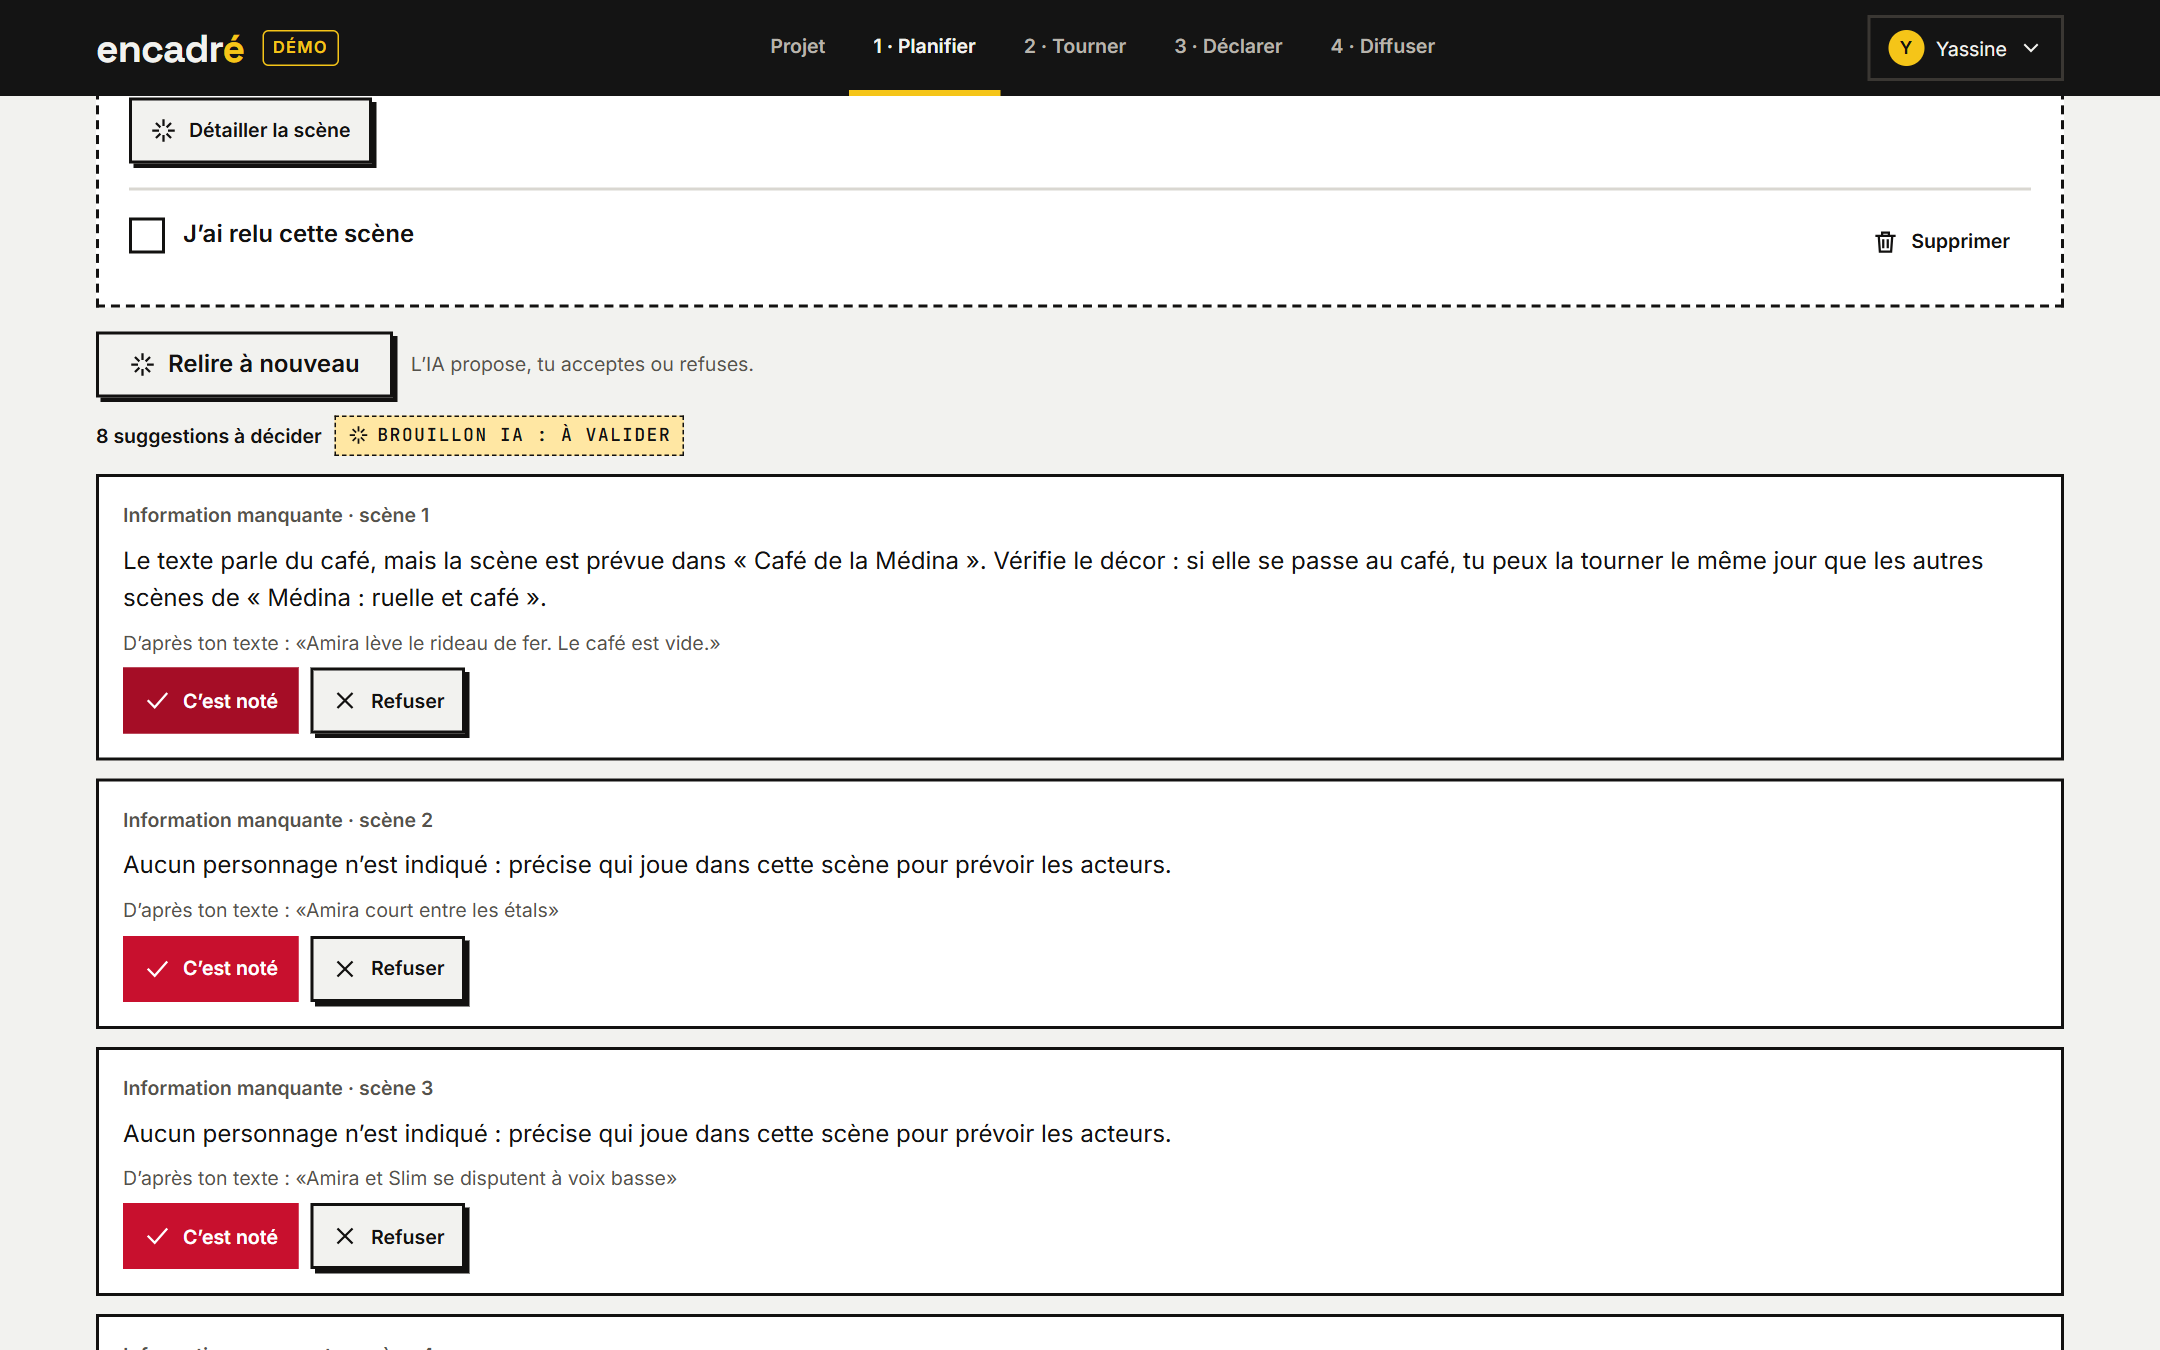 encadré DÉMO Projet 1 · Planifier 2 · Tourner 3 · Déclarer 4 · Diffuser Y Yassine
Détailler la scène
J’ai relu cette scène Supprimer
Relire à nouveau L’IA propose, tu acceptes ou refuses.
8 suggestions à décider BROUILLON IA : À VALIDER
Information manquante · scène 1
Le texte parle du café, mais la scène est prévue dans « Café de la Médina ». Vérifie le décor : si elle se passe au café, tu peux la tourner le même jour que les autres
scènes de « Médina : ruelle et café ».
D’après ton texte : «Amira lève le rideau de fer. Le café est vide.»
C’est noté Refuser
Information manquante · scène 2
Aucun personnage n’est indiqué : précise qui joue dans cette scène pour prévoir les acteurs.
D’après ton texte : «Amira court entre les étals»
C’est noté Refuser
Information manquante · scène 3
Aucun personnage n’est indiqué : précise qui joue dans cette scène pour prévoir les acteurs.
D’après ton texte : «Amira et Slim se disputent à voix basse»
C’est noté Refuser